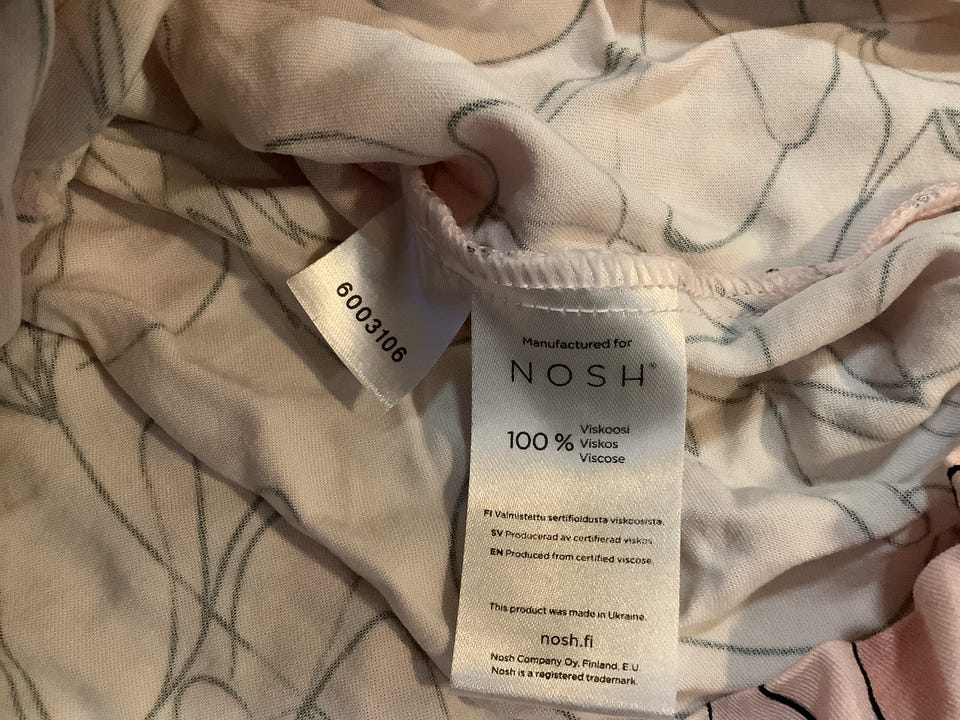 6003106
Manufactured for
NOSH®
100 % Viskoosi
Viskos
Viscose
FI Valmistettu sertifioidusta viskoosista.
SV Producerad av certifierad viskos.
EN Produced from certified viscose.
This product was made in Ukraine.
nosh.fi
Nosh Company Oy, Finland, E.U.
Nosh is a registered trademark.